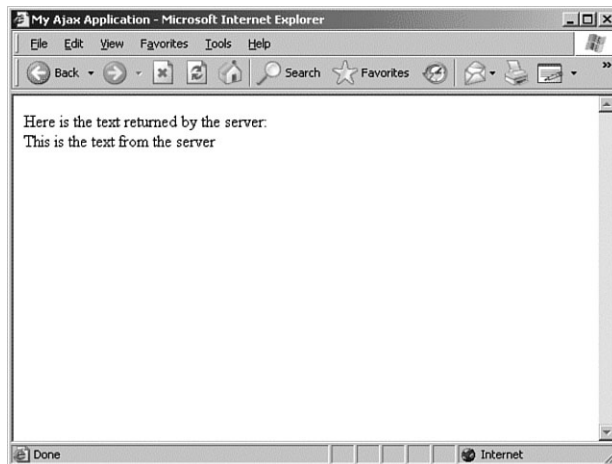 My Ajax Application - Microsoft Internet Explorer
File Edit View Favorites Tools Help
Back Search Favorites »
Here is the text returned by the server:
This is the text from the server
Done Internet